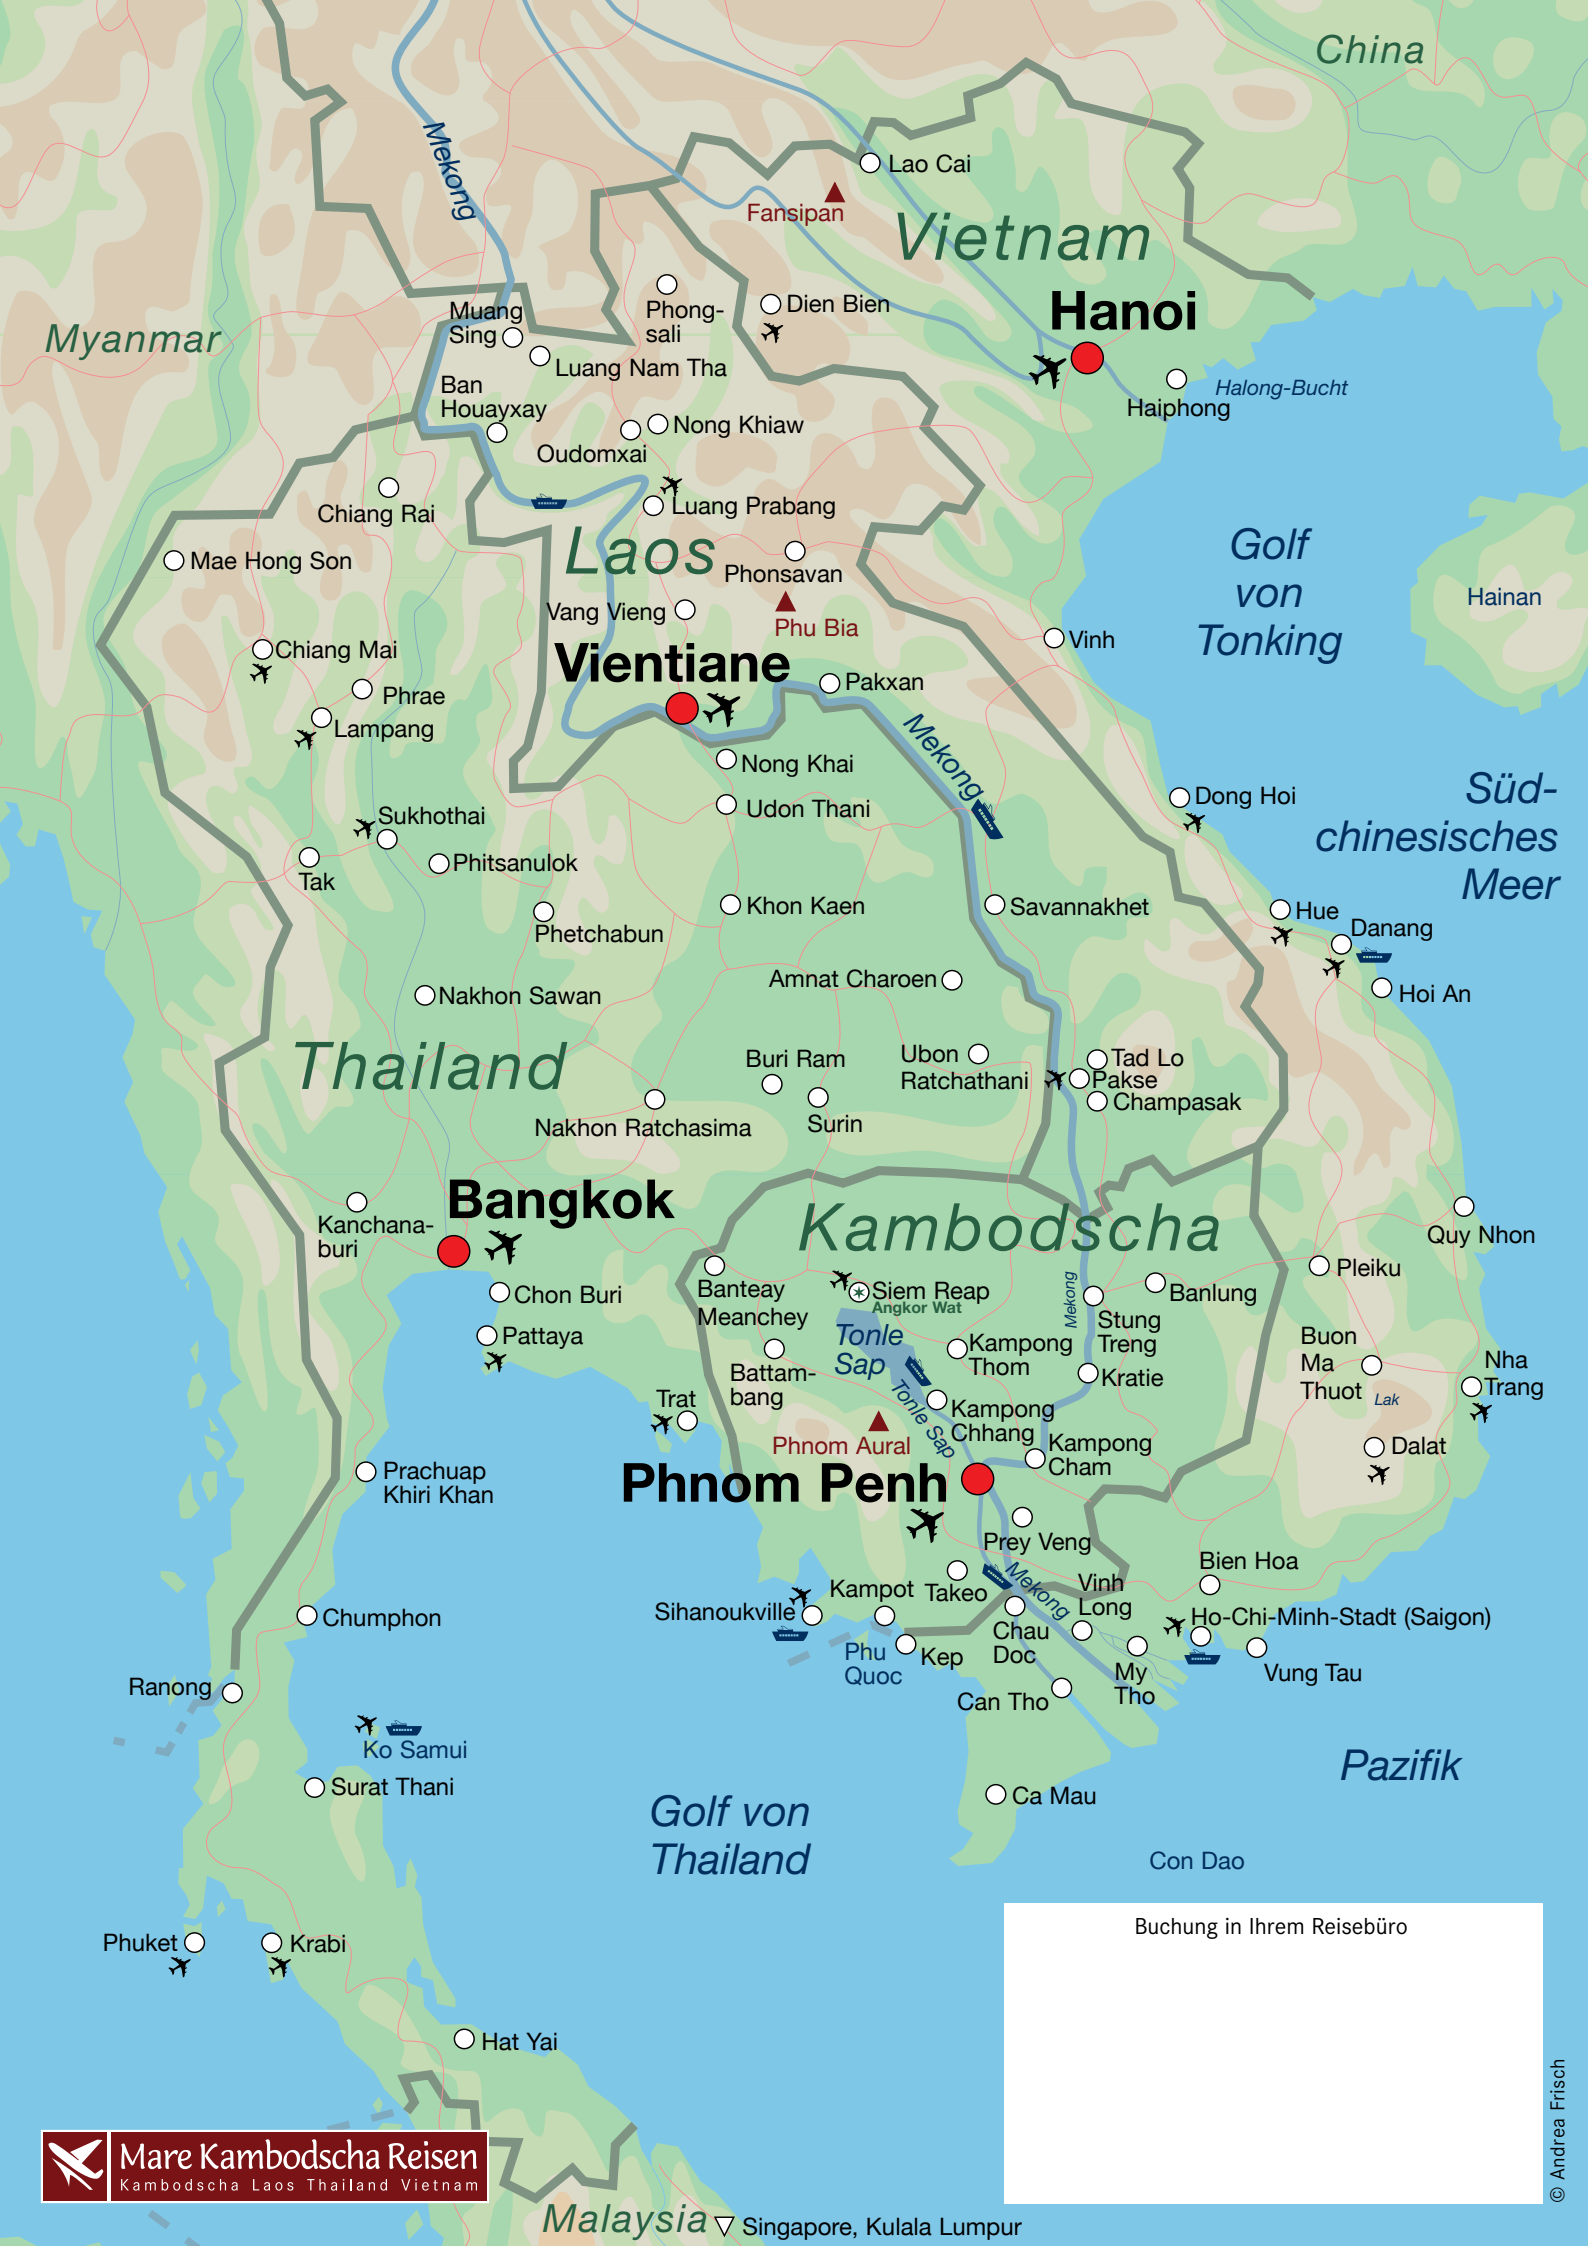 China
Mekong
Lao Cai
Fansipan
Vietnam
Hanoi
Myanmar
Muang
Sing
Phong-
sali
Dien Bien
Luang Nam Tha
Ban
Houayxay
Halong-Bucht
Haiphong
Nong Khiaw
Oudomxai
Chiang Rai
Luang Prabang
Laos
Golf
von
Tonking
Mae Hong Son
Phonsavan
Hainan
Vang Vieng
Phu Bia
Vinh
Chiang Mai
Vientiane
Phrae
Pakxan
Lampang
Mekong
Nong Khai
Süd-
chinesisches
Meer
Dong Hoi
Udon Thani
Sukhothai
Phitsanulok
Tak
Khon Kaen
Savannakhet
Hue
Danang
Phetchabun
Amnat Charoen
Hoi An
Nakhon Sawan
Thailand
Buri Ram
Ubon
Ratchathani
Tad Lo
Pakse
Champasak
Surin
Nakhon Ratchasima
Bangkok
Kanchana-
buri
Kambodscha
Quy Nhon
Pleiku
Banteay
Meanchey
Siem Reap
Angkor Wat
Mekong
Banlung
Chon Buri
Stung
Treng
Pattaya
Tonle
Sap
Kampong
Thom
Buon
Ma
Thuot
Nha
Trang
Battam-
bang
Kratie
Lak
Trat
Tonle Sap
Kampong
Chhang
Phnom Aural
Kampong
Cham
Dalat
Phnom Penh
Prachuap
Khiri Khan
Prey Veng
Bien Hoa
Mekong
Vinh
Long
Kampot
Takeo
Sihanoukville
Chumphon
Ho-Chi-Minh-Stadt (Saigon)
Chau
Doc
Phu
Quoc
Kep
Vung Tau
My
Tho
Ranong
Can Tho
Ko Samui
Pazifik
Surat Thani
Ca Mau
Golf von
Thailand
Con Dao
Buchung in Ihrem Reisebüro
Phuket
Krabi
Hat Yai
© Andrea Frisch
Mare Kambodscha Reisen
Kambodscha Laos Thailand Vietnam
Malaysia
Singapore, Kulala Lumpur